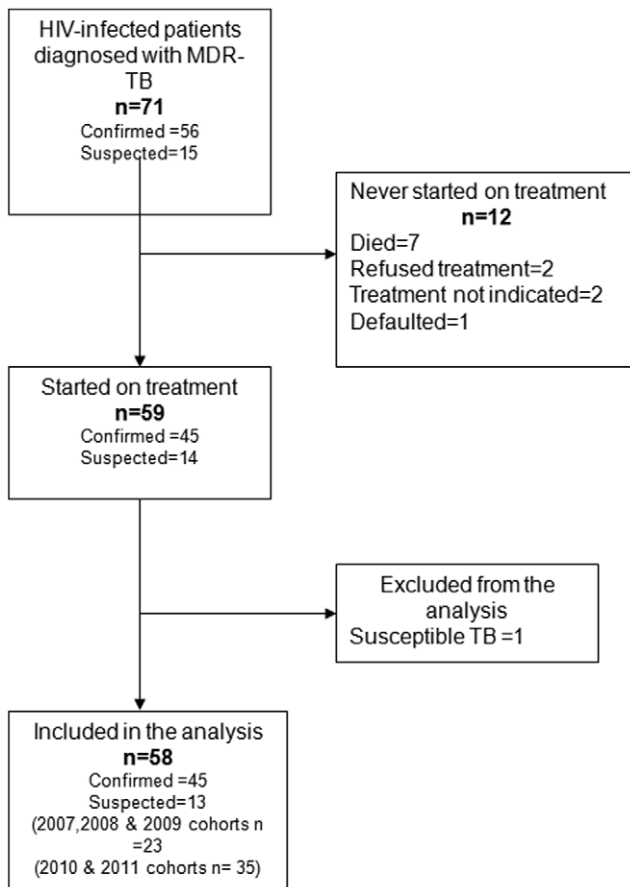 HIV-infected patients
diagnosed with MDR-
TB
n=71
Confirmed =56
Suspected=15
Never started on treatment
n=12
Died=7
Refused treatment=2
Treatment not indicated=2
Defaulted=1
Started on treatment
n=59
Confirmed =45
Suspected=14
Excluded from the
analysis
Susceptible TB =1
Included in the analysis
n=58
Confirmed =45
Suspected=13
(2007,2008 & 2009 cohorts n
=23
(2010 & 2011 cohorts n= 35)